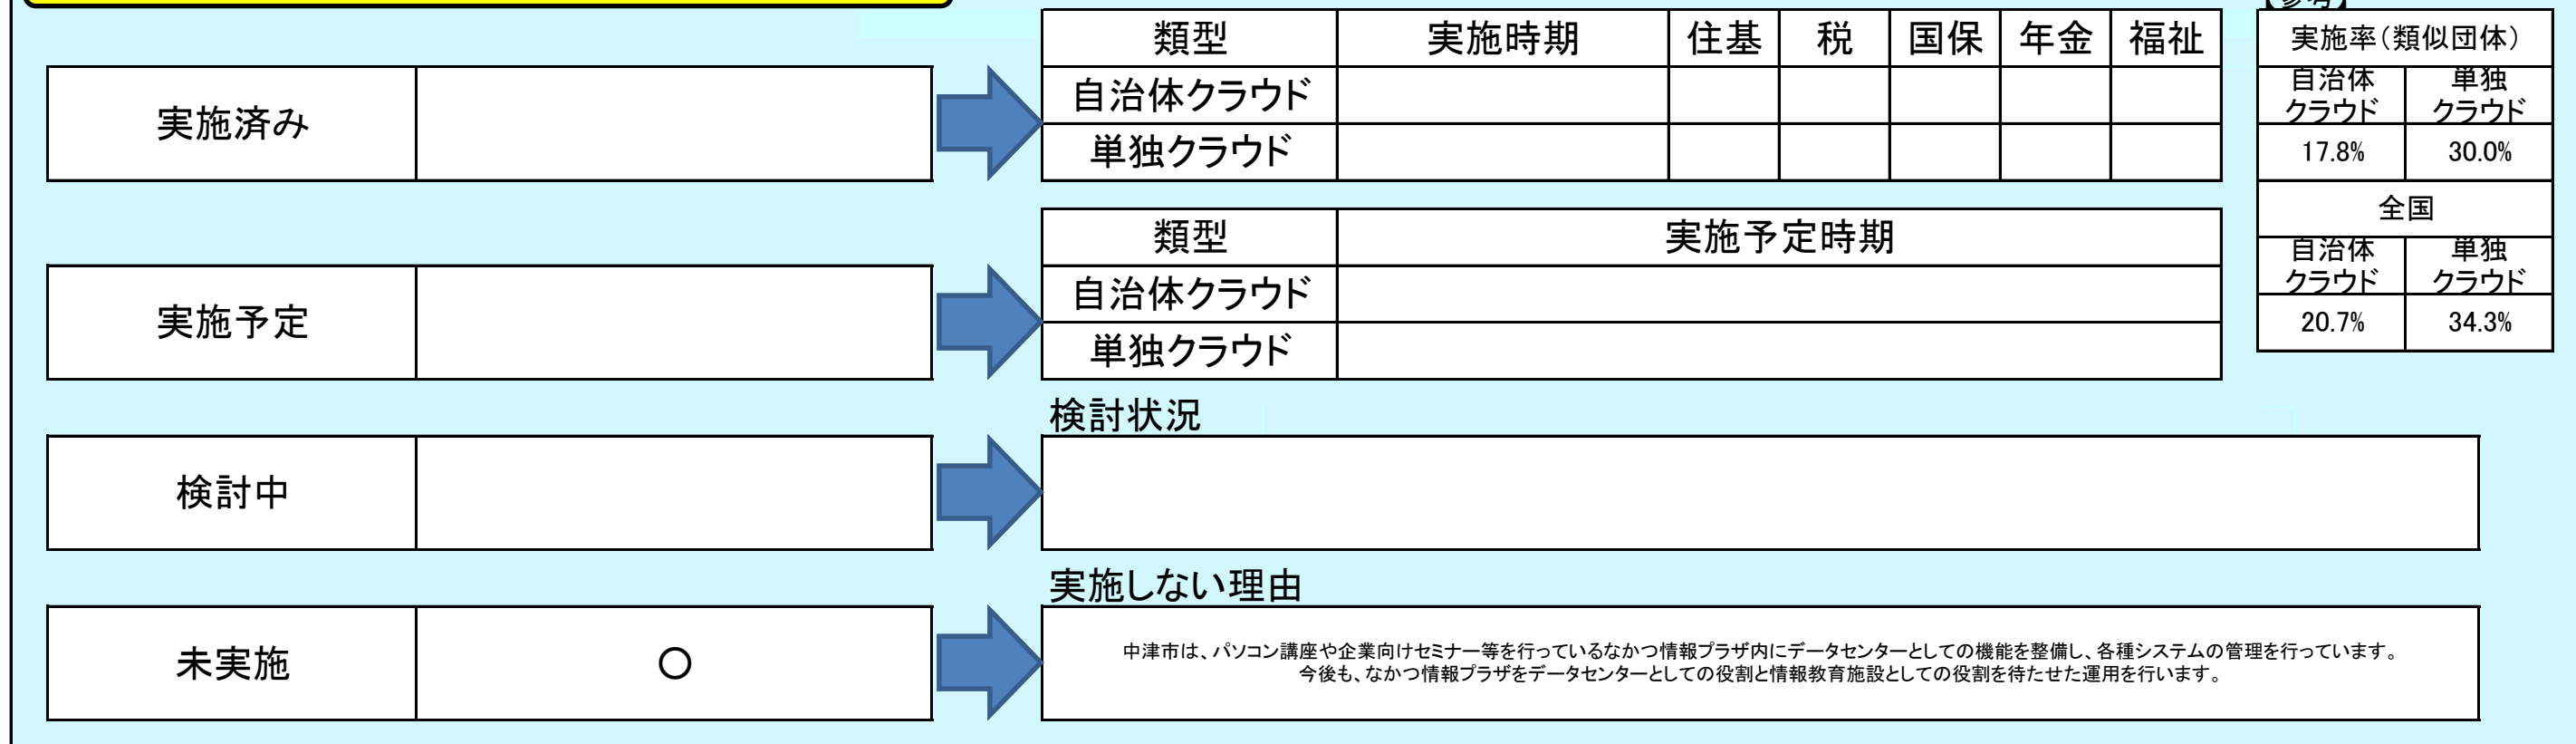 【参考】
類型 実施時期 住基 税 国保 年金 福祉
実施率(類似団体)
実施済み
自治体クラウド
単独クラウド
自治体 単独
クラウド クラウド
17.8% 30.0%
全国
類型 実施予定時期
実施予定
自治体クラウド
単独クラウド
自治体 単独
クラウド クラウド
20.7% 34.3%
検討状況
検討中
実施しない理由
未実施 〇
中津市は、パソコン講座や企業向けセミナー等を行っているなかつ情報プラザ内にデータセンターとしての機能を整備し、各種システムの管理を行っています。
今後も、なかつ情報プラザをデータセンターとしての役割と情報教育施設としての役割を待たせた運用を行います。